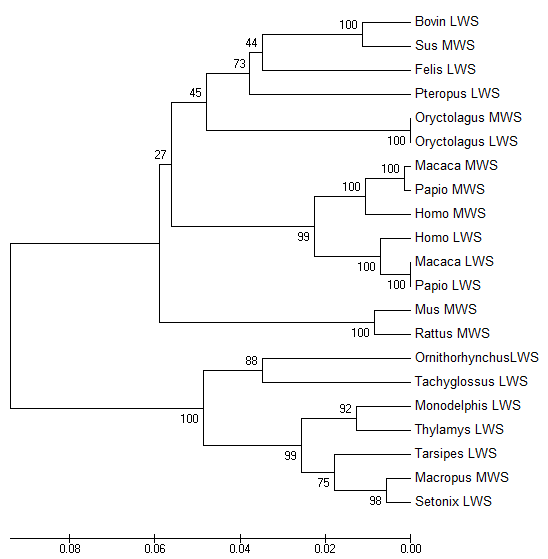 Bovin LWS
100
Sus MWS
44
Felis LWS
73
Pteropus LWS
45
Oryctolagus MWS
100
Oryctolagus LWS
27
Macaca MWS
100
Papio MWS
100
Homo MWS
99
Homo LWS
Macaca LWS
100
Papio LWS
100
Mus MWS
Rattus MWS
100
OrnithorhynchusLWS
88
Tachyglossus LWS
100
Monodelphis LWS
92
Thylamys LWS
99
Tarsipes LWS
75
Macropus MWS
Setonix LWS
98
0.08 0.06 0.04 0.02 0.00